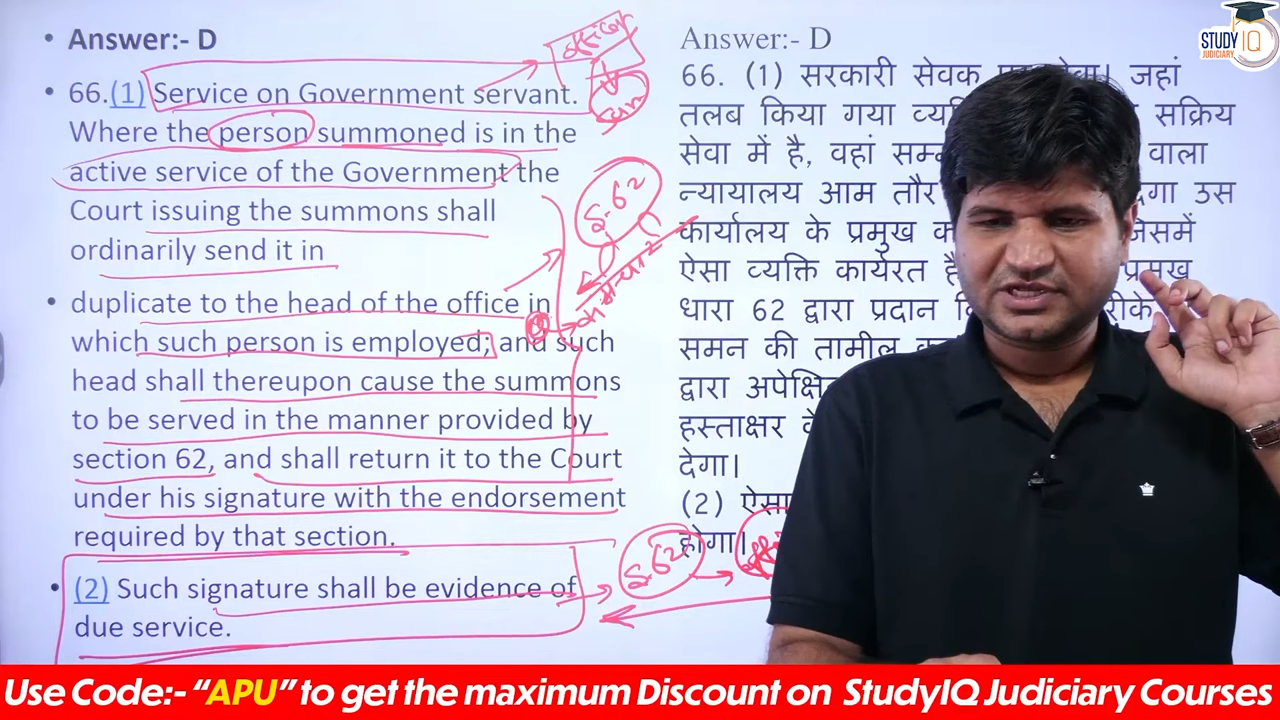 Answer:- D
66.(1) Service on Government servant.
Where the person summoned is in the
active service of the Government the
Court issuing the summons shall
ordinarily send it in
duplicate to the head of the office in
which such person is employed; and such
head shall thereupon cause the summons
to be served in the manner provided by
section 62, and shall return it to the Court
under his signature with the endorsement
required by that section.
(2) Such signature shall be evidence of
due service.
officer
S.62
S.62
Answer:- D
66. (1) सरकारी सेवक
जहां
तलब किया गया
सक्रिय
सेवा में है, वहां
वाला
न्यायालय आम तौर
उस
कार्यालय के प्रमुख
जिसमें
ऐसा व्यक्ति कार्यरत
प्रमुख
धारा 62 द्वारा प्रदान
समन की तामील
द्वारा
हस्ताक्षर
देगा।
(2) ऐसा
होगा।
STUDY IQ
JUDICIARY
Use Code:- “APU” to get the maximum Discount on StudyIQ Judiciary Courses